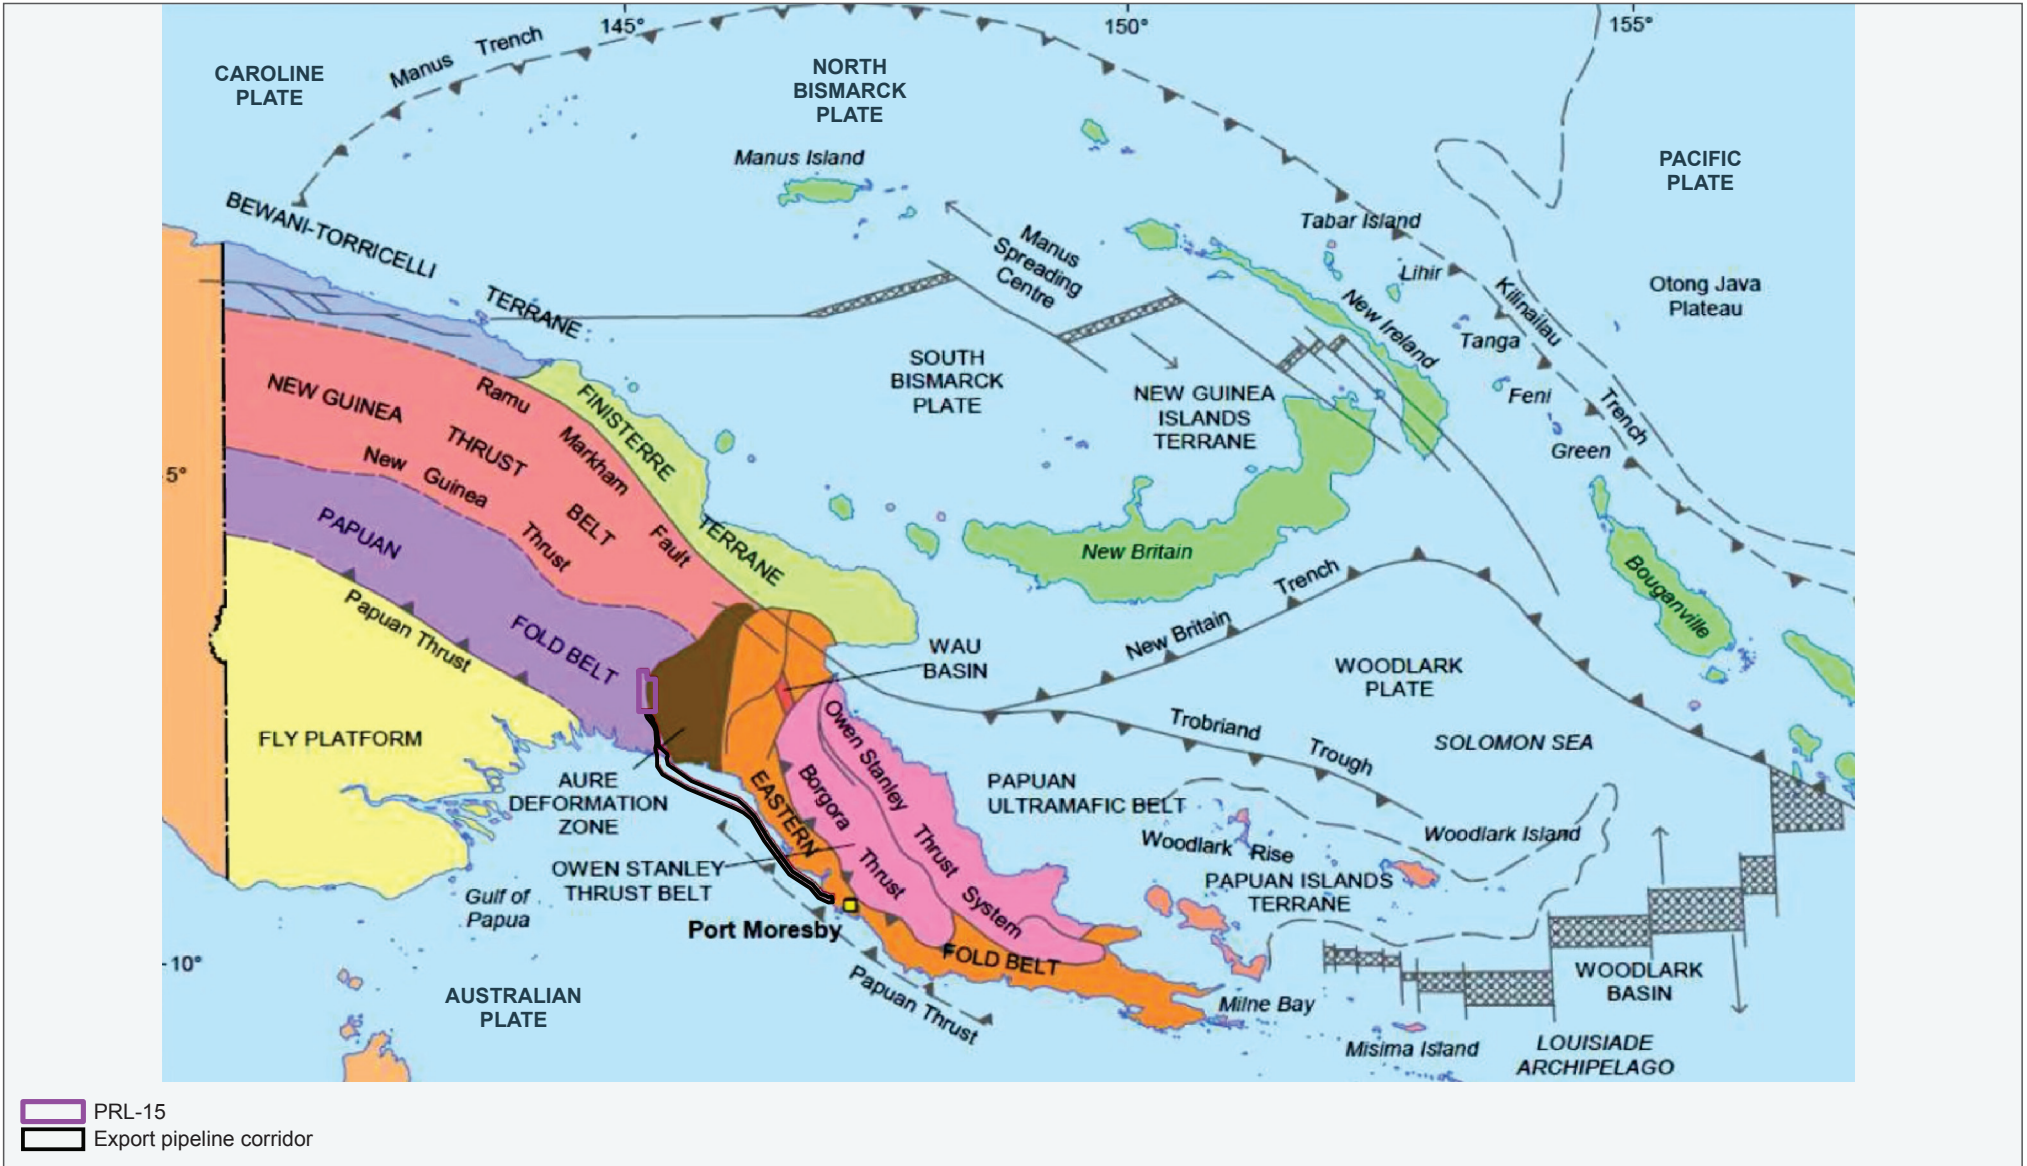 145°
150°
155°
Manus Trench
CAROLINE
PLATE
NORTH
BISMARCK
PLATE
Manus Island
PACIFIC
PLATE
BEWANI-TORRICELLI
TERRANE
Manus
Spreading
Centre
Tabar Island
Lihir
Kilinailau
Trench
Otong Java
Plateau
New Ireland
Tanga
Feni
Green
SOUTH
BISMARCK
PLATE
NEW GUINEA
ISLANDS
TERRANE
NEW GUINEA
THRUST
BELT
Ramu
Markham
Fault
FINISTERRE
TERRANE
5°
New Guinea
Thrust
PAPUAN
FOLD BELT
Papuan Thrust
New Britain
New Britain Trench
Bouganville
WAU
BASIN
WOODLARK
PLATE
FLY PLATFORM
Owen Stanley
Thrust
System
Trobriand
Trough
SOLOMON SEA
AURE
DEFORMATION
ZONE
EASTERN
FOLD BELT
Borgora
Thrust
PAPUAN
ULTRAMAFIC BELT
Woodlark Island
Woodlark Rise
OWEN STANLEY
THRUST BELT
PAPUAN ISLANDS
TERRANE
Gulf of
Papua
Port Moresby
10°
AUSTRALIAN
PLATE
Papuan Thrust
Milne Bay
WOODLARK
BASIN
Misima Island
LOUISIADE
ARCHIPELAGO
PRL-15
Export pipeline corridor